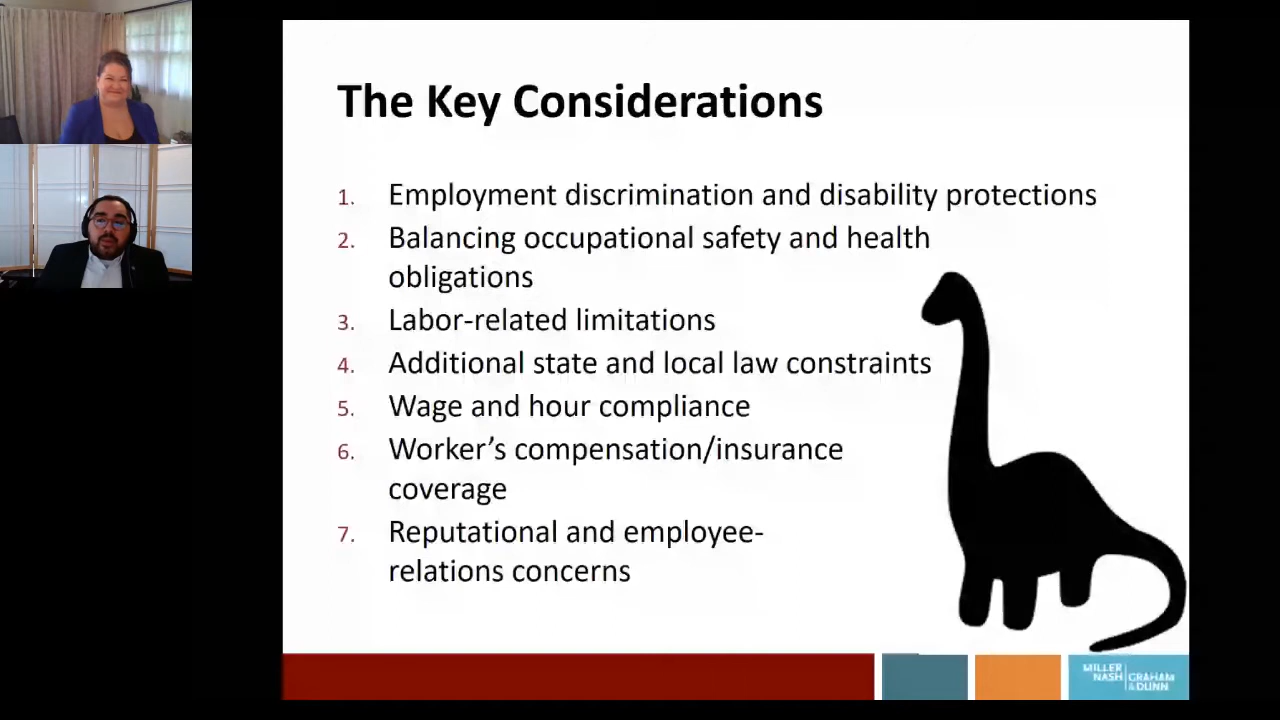 The Key Considerations
1. Employment discrimination and disability protections
2. Balancing occupational safety and health
obligations
3. Labor-related limitations
4. Additional state and local law constraints
5. Wage and hour compliance
6. Worker’s compensation/insurance
coverage
7. Reputational and employee-
relations concerns
MILLER
NASH
GRAHAM
& DUNN